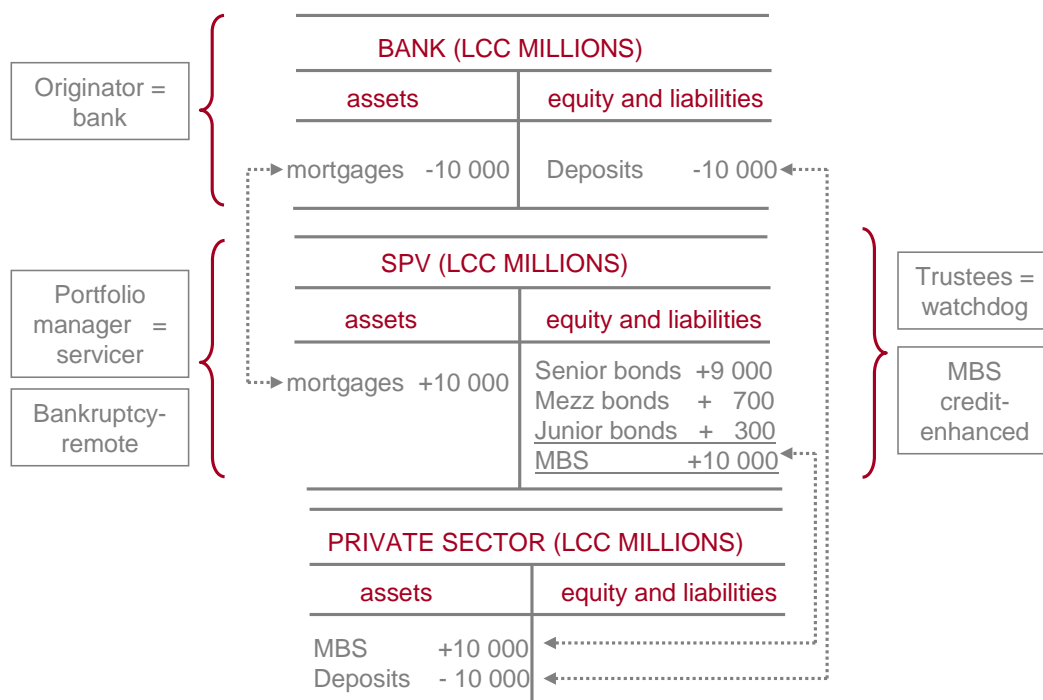 BANK (LCC MILLIONS)
Originator =
bank
assets equity and liabilities
mortgages -10 000 Deposits -10 000
SPV (LCC MILLIONS)
Portfolio
manager =
servicer
Bankruptcy-
remote
assets equity and liabilities
mortgages +10 000
Senior bonds +9 000
Mezz bonds + 700
Junior bonds + 300
MBS +10 000
Trustees =
watchdog
MBS
credit-
enhanced
PRIVATE SECTOR (LCC MILLIONS)
assets equity and liabilities
MBS +10 000
Deposits - 10 000